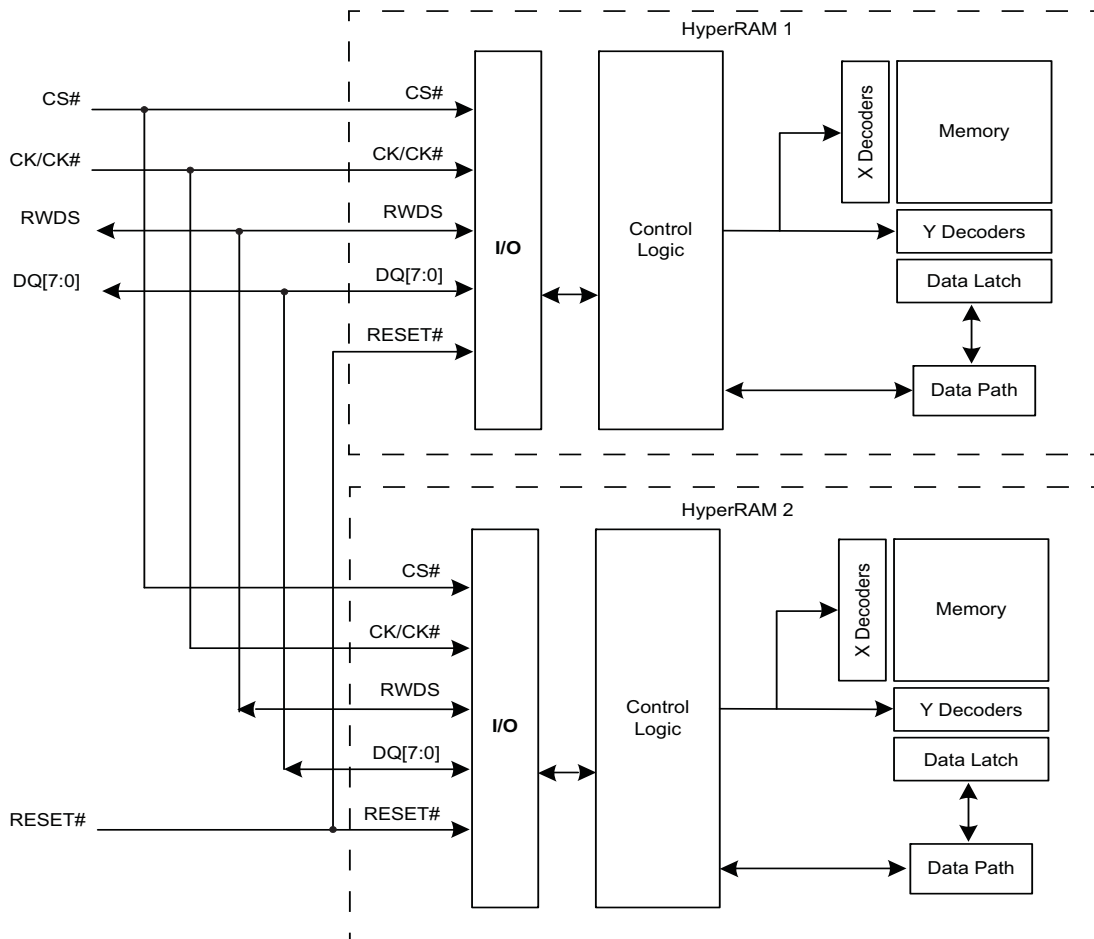 HyperRAM 1
CS#
CS#
CK/CK#
CK/CK#
RWDS
RWDS
DQ[7:0]
DQ[7:0]
RESET#
I/O
Control
Logic
X Decoders
Memory
Y Decoders
Data Latch
Data Path
HyperRAM 2
CS#
CK/CK#
RWDS
DQ[7:0]
RESET#
RESET#
I/O
Control
Logic
X Decoders
Memory
Y Decoders
Data Latch
Data Path